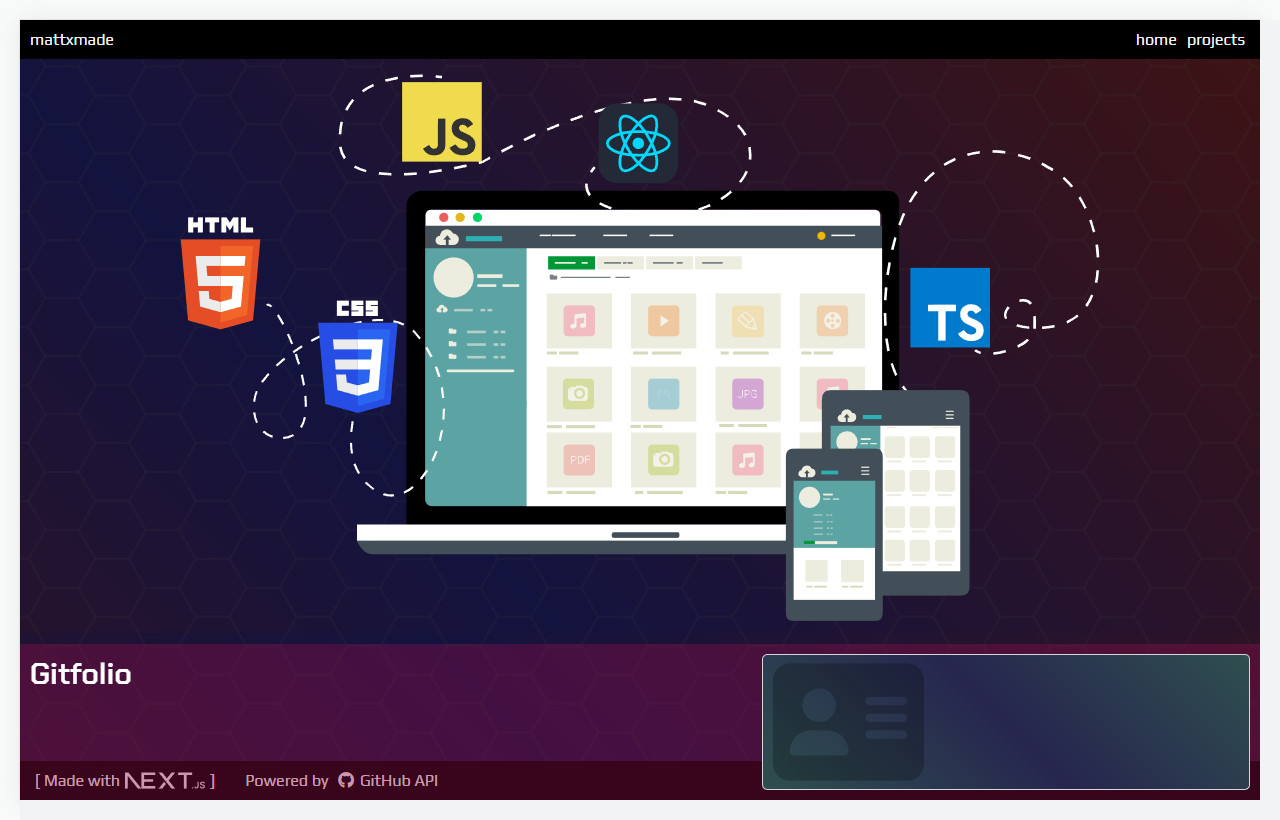 mattxmade
home projects
JS
HTML
CSS
TS
JPG
PDF
Gitfolio
[ Made with NEXT.JS ] Powered by GitHub API